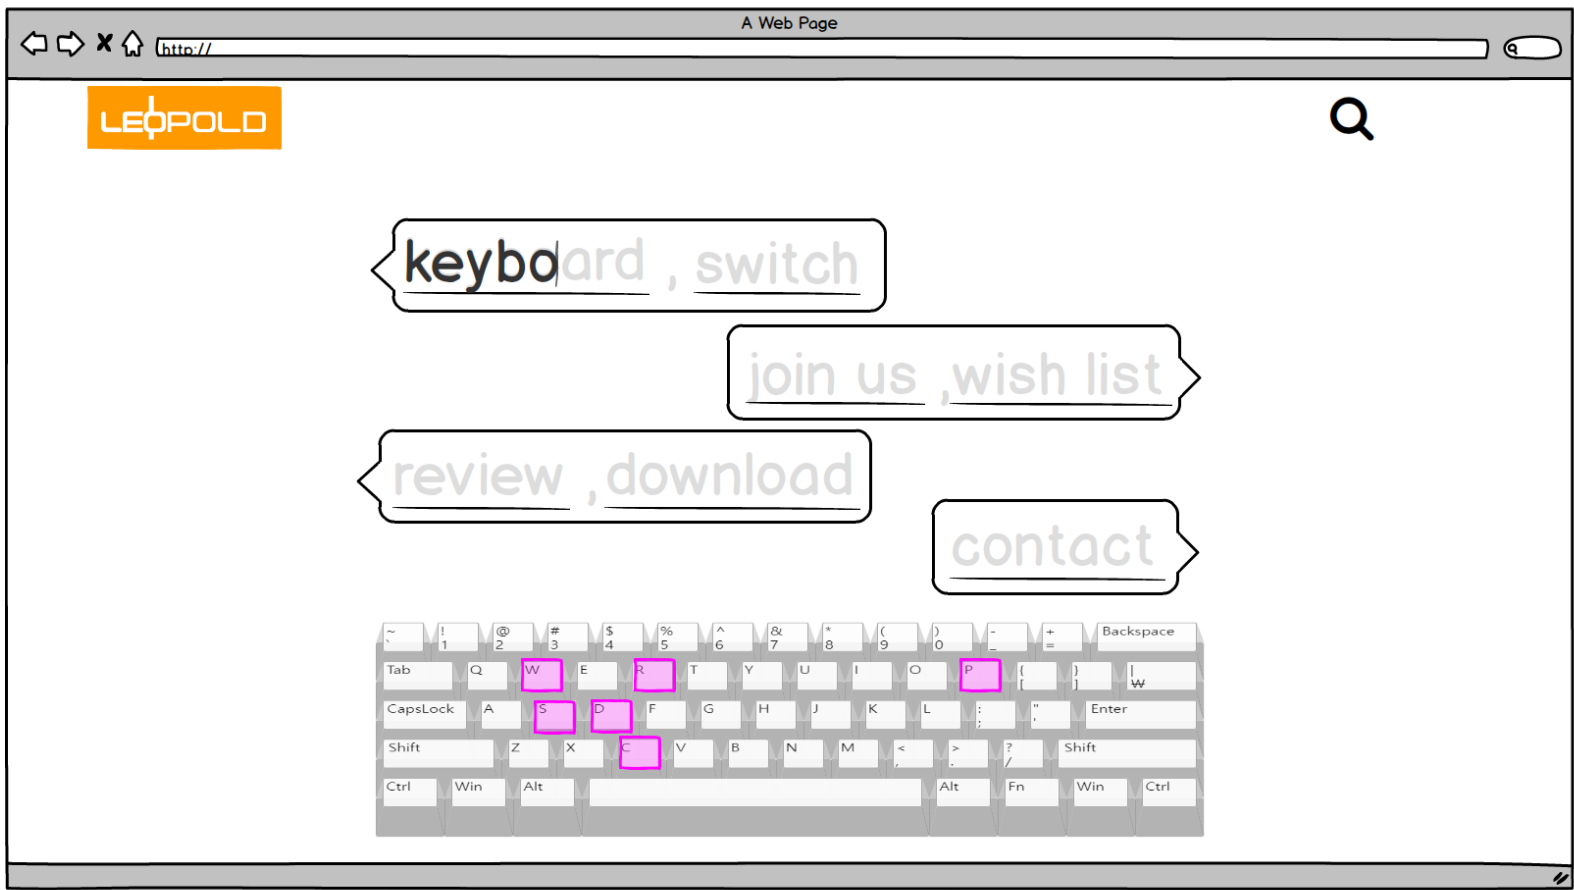 A Web Page
http://
LEOPOLD
keyboard , switch
join us ,wish list
review ,download
contact
~ ! @ # $ % ^ & * ( ) - + Backspace
` 1 2 3 4 5 6 7 8 9 0 _ =
Tab Q W E R T Y U I O P { } |
[ ] ₩
CapsLock A S D F G H J K L : " Enter
; '
Shift Z X C V B N M < > ? Shift
, . /
Ctrl Win Alt Alt Fn Win Ctrl